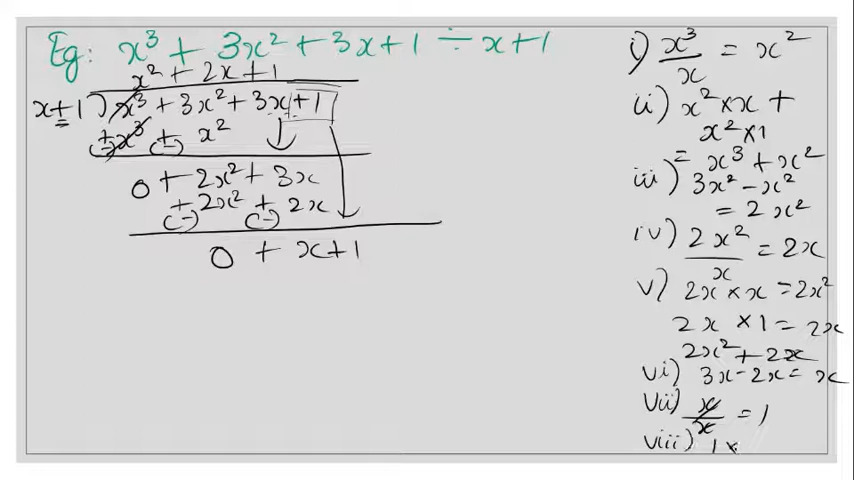 Eg: x³ + 3x² + 3x + 1 ÷ x + 1
x² + 2x + 1
x + 1 ) x³ + 3x² + 3x + 1
+ x³ + x²
(-) (-)
0 + 2x² + 3x
+ 2x² + 2x
(-) (-)
0 + x + 1
i) x³/x = x²
ii) x² × x +
x² × 1
= x³ + x²
iii) 3x² - x²
= 2x²
iv) 2x²/x = 2x
v) 2x × x = 2x²
2x × 1 = 2x
2x² + 2x
vi) 3x - 2x = x
vii) x/x = 1
viii) 1 ×